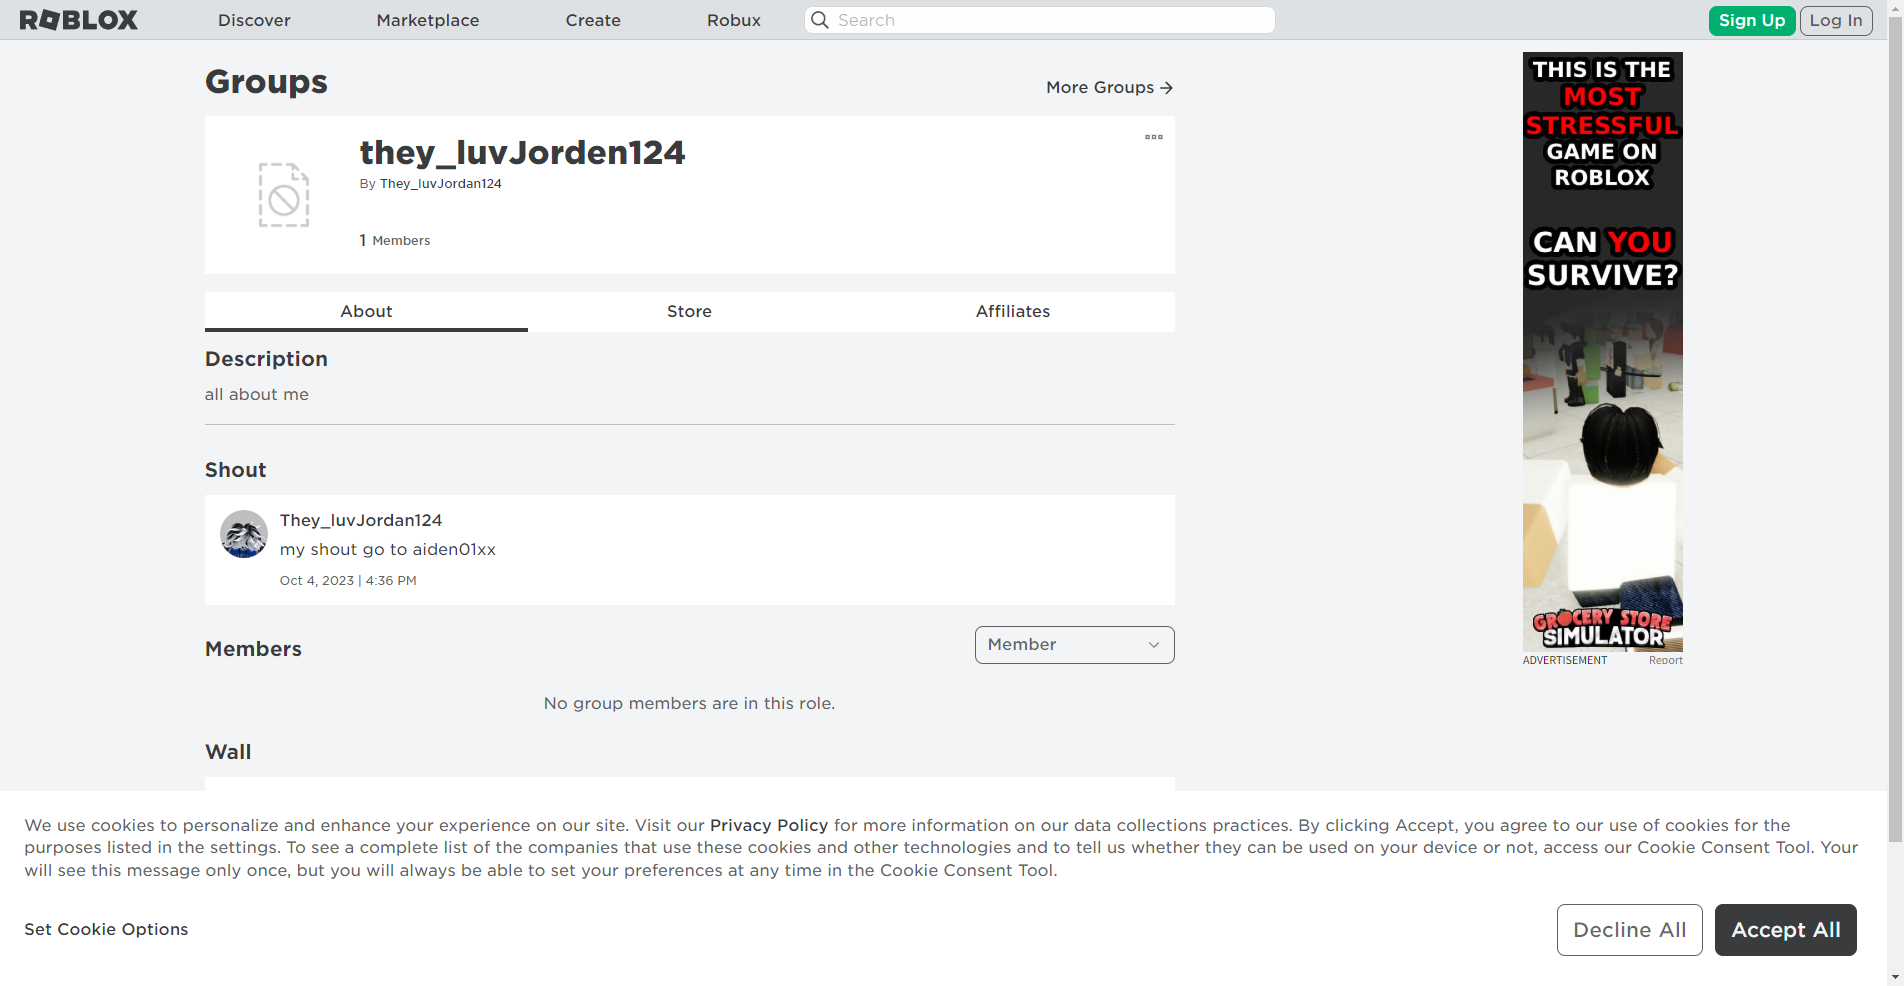 ROBLOX
Discover
Marketplace
Create
Robux
Search
Sign Up
Log In
Groups
More Groups
they_luvJorden124
By They_luvJordan124
1 Members
About
Store
Affiliates
Description
all about me
Shout
They_luvJordan124
my shout go to aiden01xx
Oct 4, 2023 | 4:36 PM
Members
Member
No group members are in this role.
Wall
THIS IS THE
MOST
STRESSFUL
GAME ON
ROBLOX
CAN YOU
SURVIVE?
GROCERY STORE
SIMULATOR
ADVERTISEMENT
Report
We use cookies to personalize and enhance your experience on our site. Visit our Privacy Policy for more information on our data collections practices. By clicking Accept, you agree to our use of cookies for the
purposes listed in the settings. To see a complete list of the companies that use these cookies and other technologies and to tell us whether they can be used on your device or not, access our Cookie Consent Tool. Your
will see this message only once, but you will always be able to set your preferences at any time in the Cookie Consent Tool.
Set Cookie Options
Decline All
Accept All